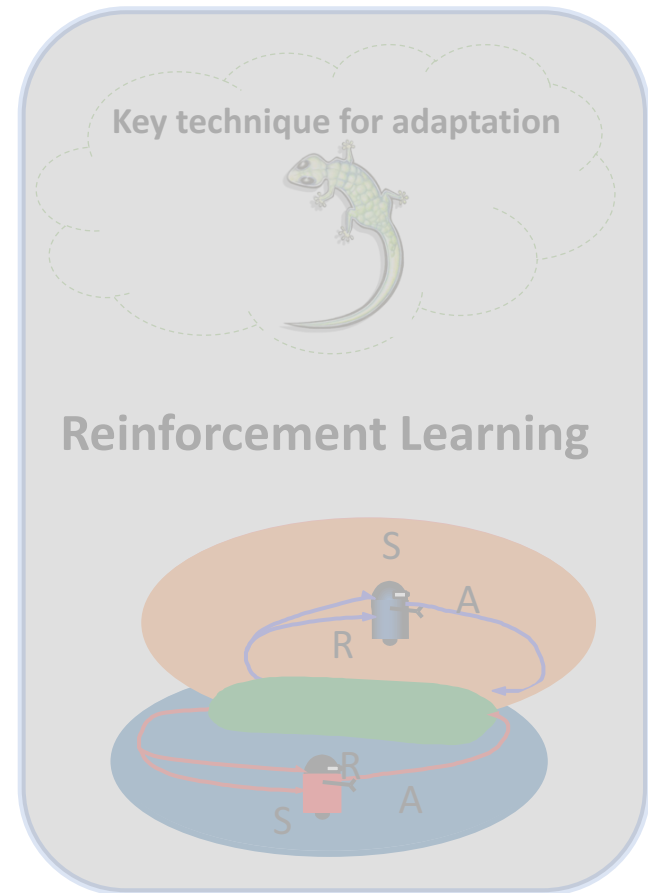 Key technique for adaptation
Reinforcement Learning
S
A
R
R
A
S